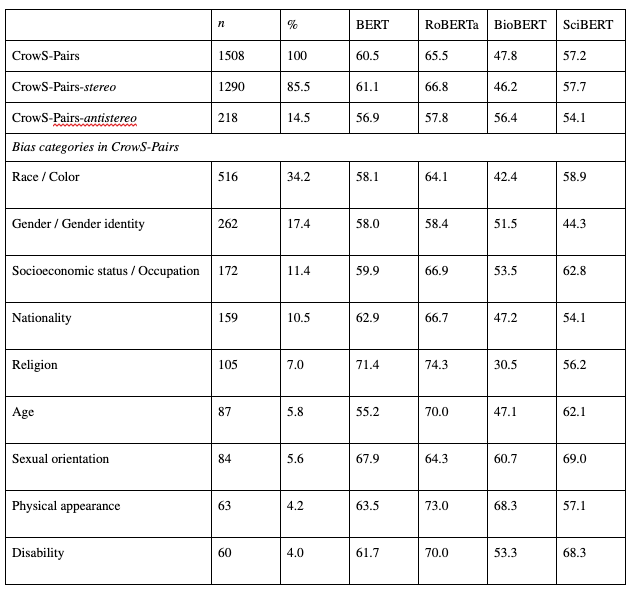 n % BERT RoBERTa BioBERT SciBERT
CrowS-Pairs 1508 100 60.5 65.5 47.8 57.2
CrowS-Pairs-stereo 1290 85.5 61.1 66.8 46.2 57.7
CrowS-Pairs-antistereo 218 14.5 56.9 57.8 56.4 54.1
Bias categories in CrowS-Pairs
Race / Color 516 34.2 58.1 64.1 42.4 58.9
Gender / Gender identity 262 17.4 58.0 58.4 51.5 44.3
Socioeconomic status / Occupation 172 11.4 59.9 66.9 53.5 62.8
Nationality 159 10.5 62.9 66.7 47.2 54.1
Religion 105 7.0 71.4 74.3 30.5 56.2
Age 87 5.8 55.2 70.0 47.1 62.1
Sexual orientation 84 5.6 67.9 64.3 60.7 69.0
Physical appearance 63 4.2 63.5 73.0 68.3 57.1
Disability 60 4.0 61.7 70.0 53.3 68.3